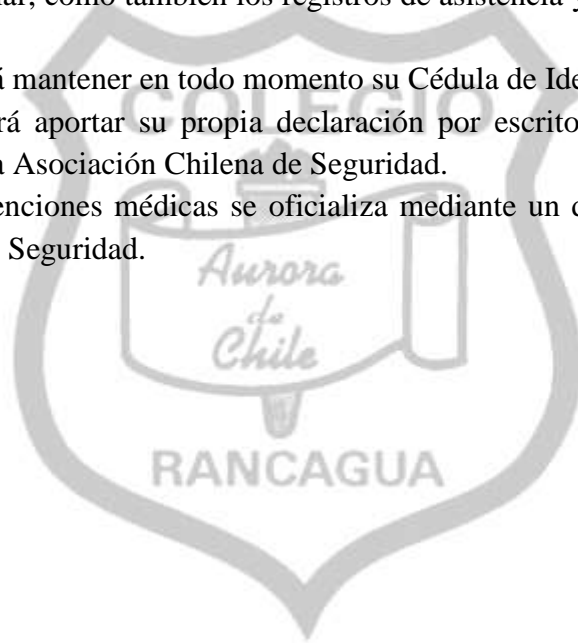 ar, como también los registros de asistencia y
mantener en todo momento su Cédula de Ide
rá aportar su propia declaración por escrito
a Asociación Chilena de Seguridad.
enciones médicas se oficializa mediante un d
Seguridad.
COLEGIO
Aurora
de
Chile
RANCAGUA